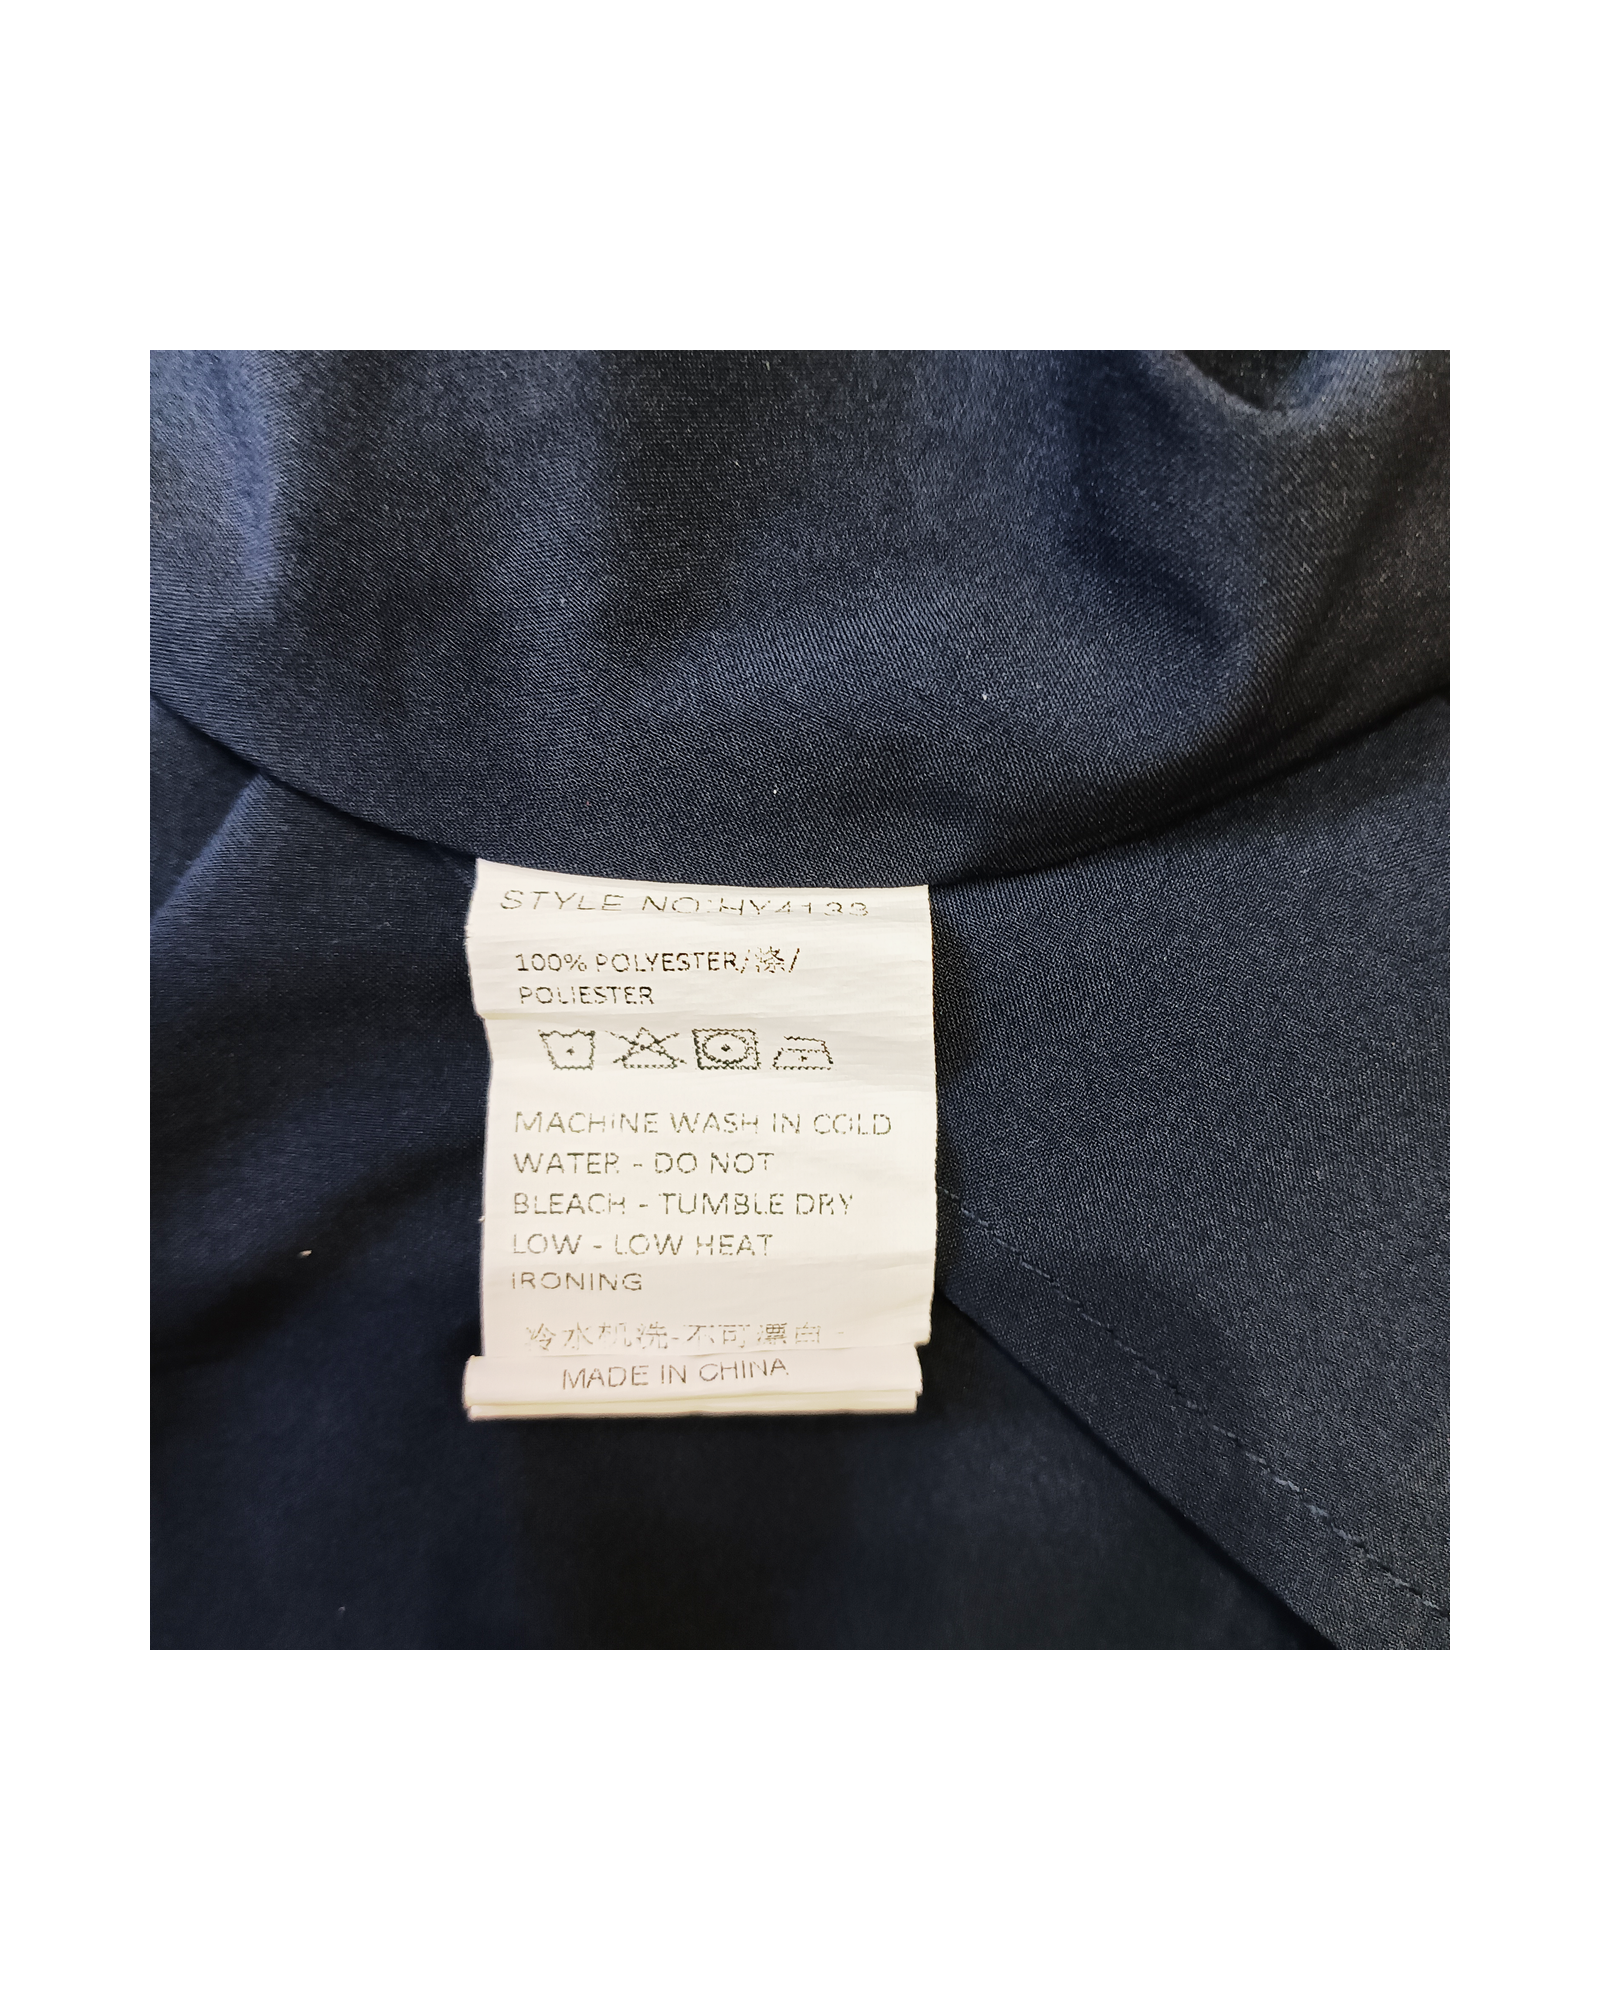 STYLE NO:HY4133
100% POLYESTER/涤/
POLIESTER
MACHINE WASH IN COLD
WATER - DO NOT
BLEACH - TUMBLE DRY
LOW - LOW HEAT
IRONING
冷水机洗-不可漂白-
MADE IN CHINA